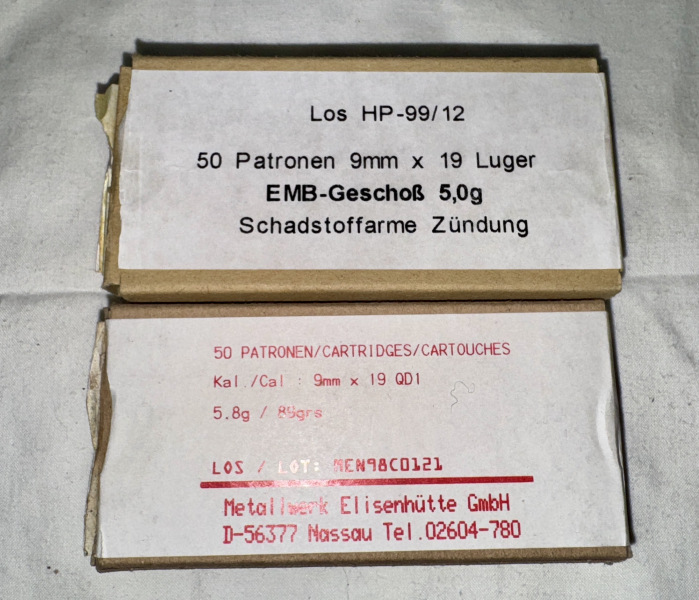 Los HP-99/12
50 Patronen 9mm x 19 Luger
EMB-Geschoß 5,0g
Schadstoffarme Zündung
50 PATRONEN/CARTRIDGES/CARTOUCHES
Kal./Cal : 9mm x 19 QD1
5.8g / 89grs
LOS / LOT: MEN98C0121
Metallwerk Elisenhütte GmbH
D-56377 Nassau Tel.02604-780